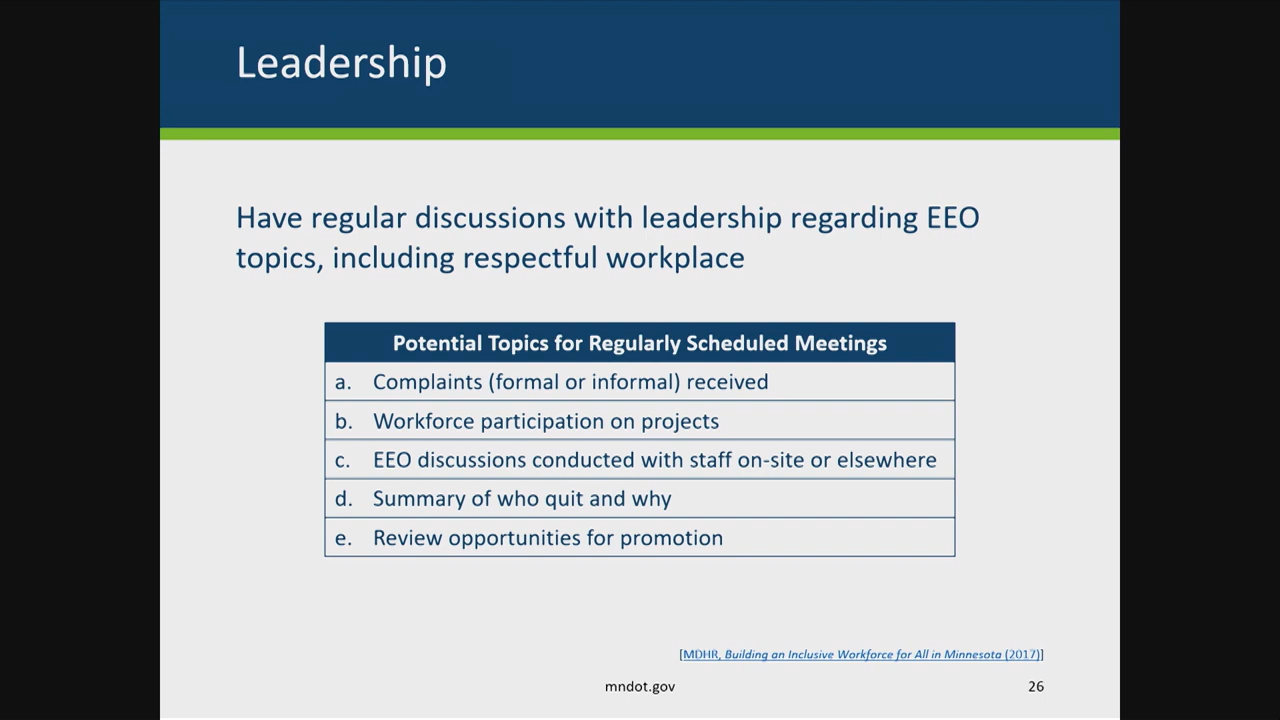 Leadership
Have regular discussions with leadership regarding EEO
topics, including respectful workplace
Potential Topics for Regularly Scheduled Meetings
a. Complaints (formal or informal) received
b. Workforce participation on projects
c. EEO discussions conducted with staff on-site or elsewhere
d. Summary of who quit and why
e. Review opportunities for promotion
[MDHR, Building an Inclusive Workforce for All in Minnesota (2017)]
mndot.gov 26